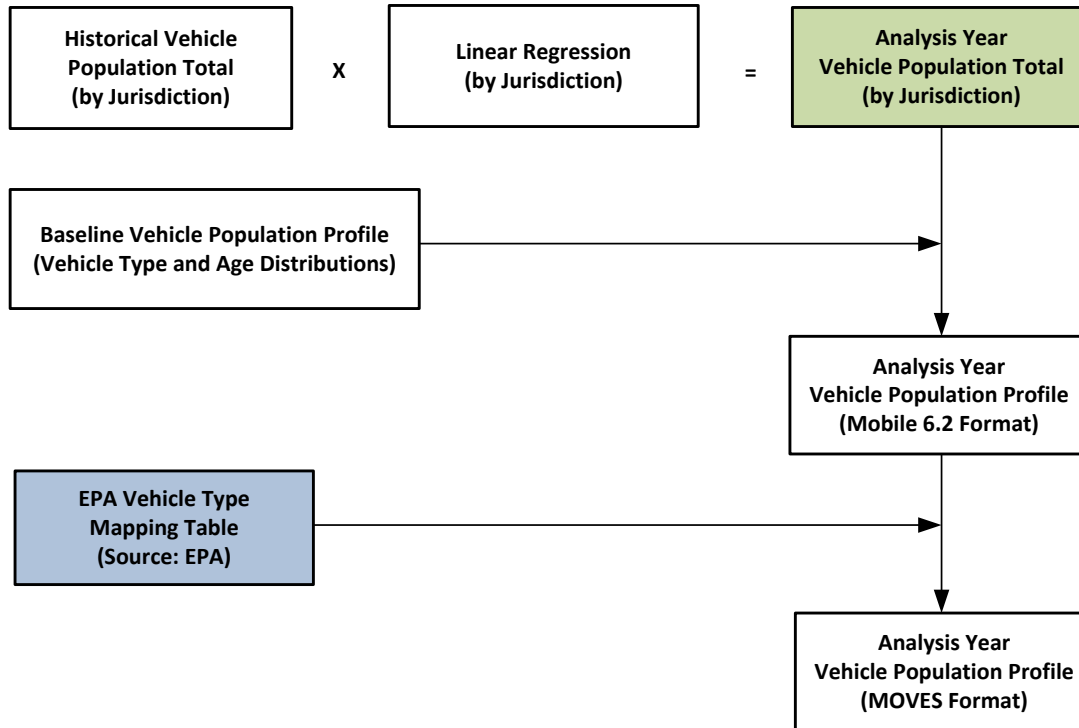 Historical Vehicle
Population Total
(by Jurisdiction)
X
Linear Regression
(by Jurisdiction)
=
Analysis Year
Vehicle Population Total
(by Jurisdiction)
Baseline Vehicle Population Profile
(Vehicle Type and Age Distributions)
Analysis Year
Vehicle Population Profile
(Mobile 6.2 Format)
EPA Vehicle Type
Mapping Table
(Source: EPA)
Analysis Year
Vehicle Population Profile
(MOVES Format)